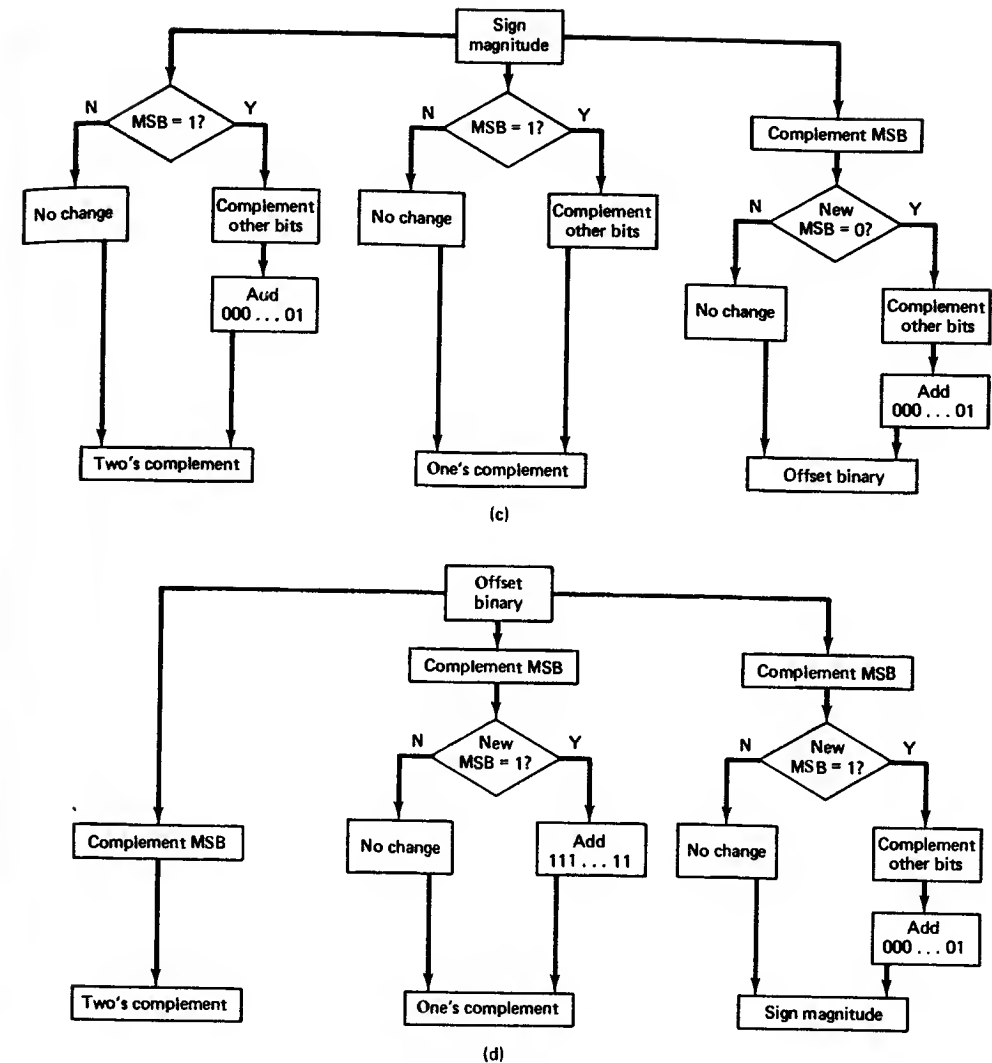 Sign
magnitude
N
MSB = 1?
Y
N
MSB = 1?
Y
Complement MSB
No change
Complement
other bits
No change
Complement
other bits
N
New
MSB = 0?
Y
Add
000 . . . 01
No change
Complement
other bits
Add
000 . . . 01
Two's complement
One's complement
Offset binary
(c)
Offset
binary
Complement MSB
Complement MSB
N
New
MSB = 1?
Y
N
New
MSB = 1?
Y
Complement MSB
No change
Add
111 . . . 11
No change
Complement
other bits
Add
000 . . . 01
Two's complement
One's complement
Sign magnitude
(d)